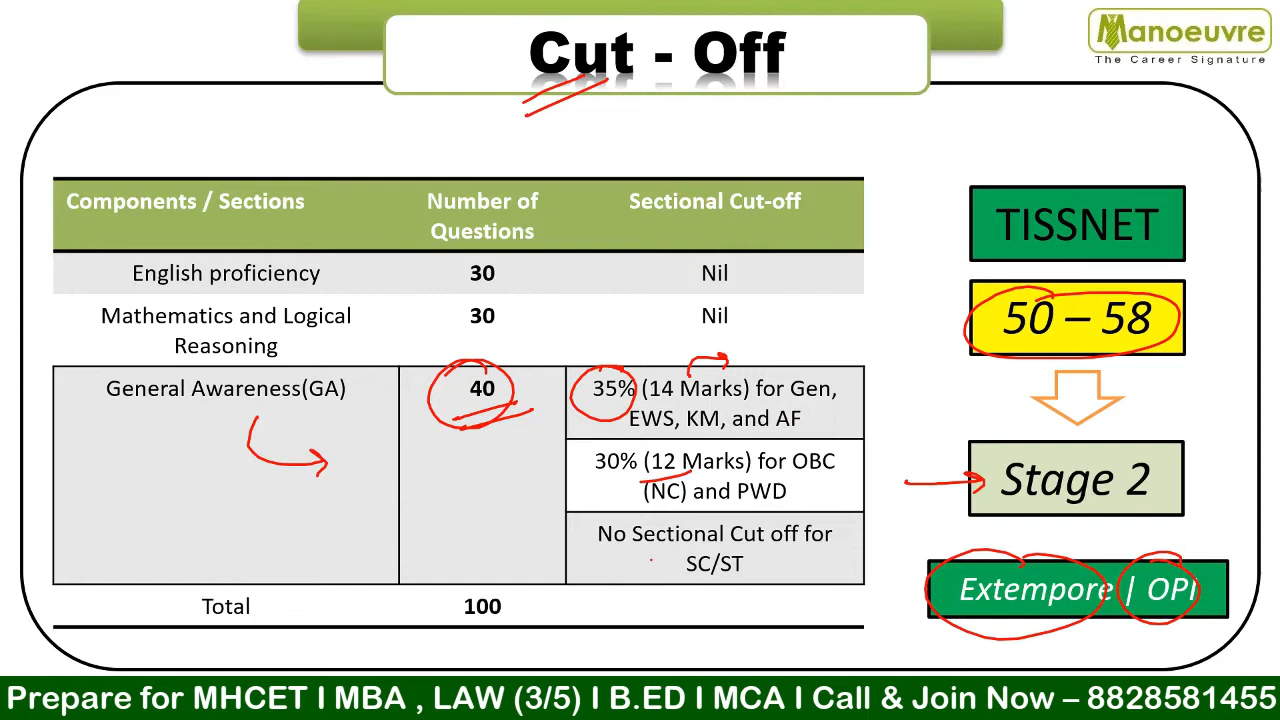 Cut - Off
Manoeuvre
The Career Signature
Components / Sections
Number of
Questions
Sectional Cut-off
English proficiency
30
Nil
Mathematics and Logical
Reasoning
30
Nil
General Awareness(GA)
40
35% (14 Marks) for Gen,
EWS, KM, and AF
30% (12 Marks) for OBC
(NC) and PWD
No Sectional Cut off for
SC/ST
Total
100
TISSNET
50 – 58
Stage 2
Extempore | OPI
Prepare for MHCET I MBA , LAW (3/5) I B.ED I MCA I Call & Join Now – 8828581455